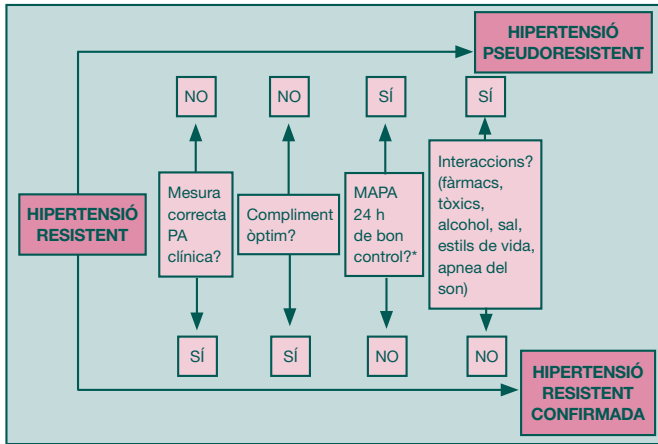 HIPERTENSIÓ
PSEUDORESISTENT
NO
NO
SÍ
SÍ
HIPERTENSIÓ
RESISTENT
Mesura
correcta
PA
clínica?
Compliment
òptim?
MAPA
24 h
de bon
control?*
Interaccions?
(fàrmacs,
tòxics,
alcohol, sal,
estils de vida,
apnea del
son)
SÍ
SÍ
NO
NO
HIPERTENSIÓ
RESISTENT
CONFIRMADA